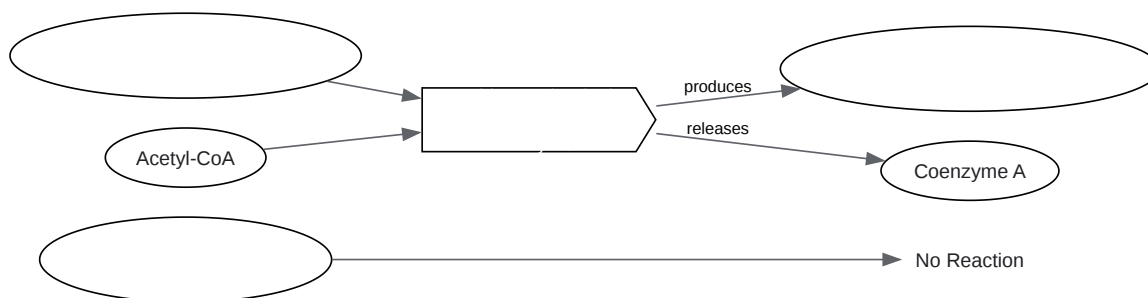 produces
Acetyl-CoA
releases
Coenzyme A
No Reaction